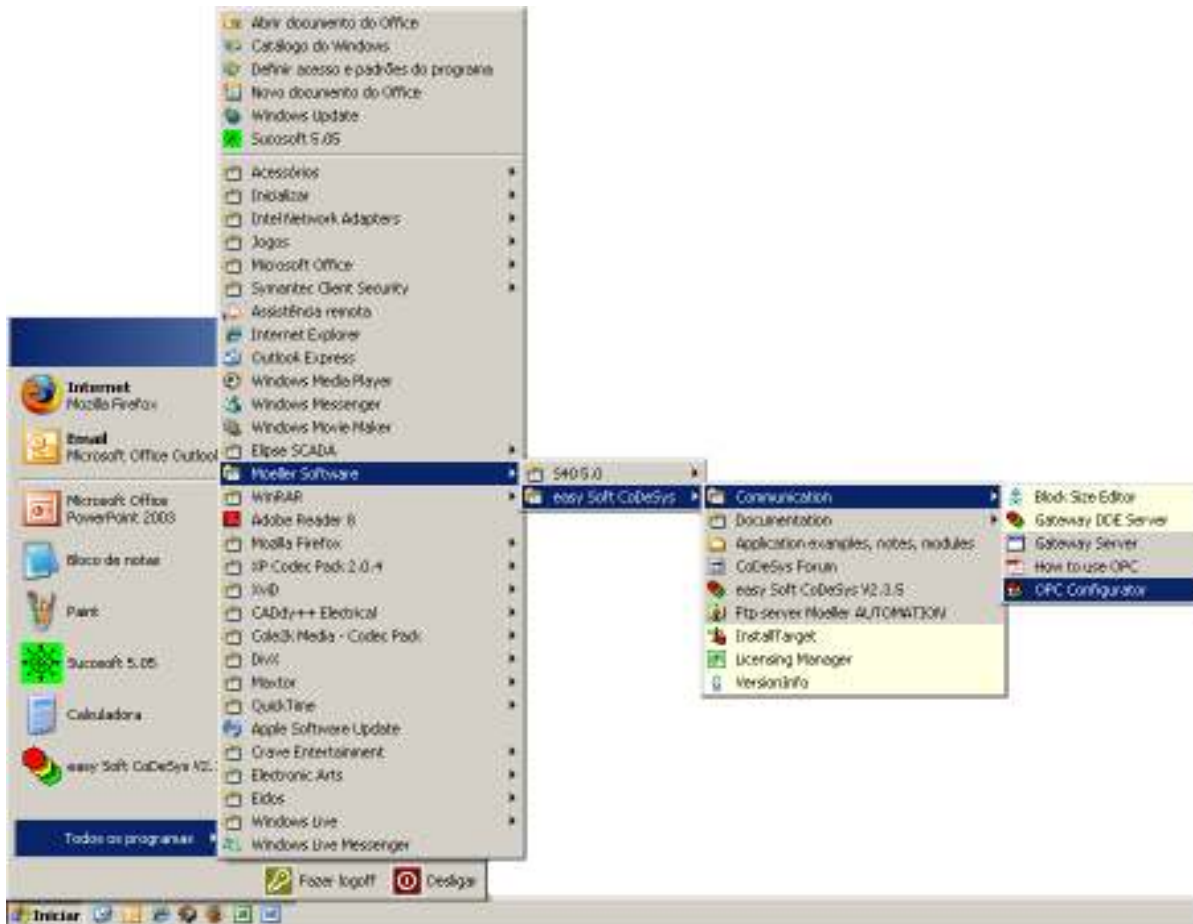 Abrir documento do Office
Catálogo do Windows
Definir acesso e padrões do programa
Novo documento do Office
Windows Update
Sucosoft 5.05
Acessórios
Inicializar
Intel Network Adapters
Jogos
Microsoft Office
Symantec Client Security
Assistência remota
Internet Explorer
Outlook Express
Windows Media Player
Windows Messenger
Windows Movie Maker
Elipse SCADA
Moeller Software
WinRAR
Adobe Reader 8
Mozilla Firefox
XP Codec Pack 2.0.4
XviD
CADdy++ Electrical
Cole2k Media - Codec Pack
DivX
Maxtor
QuickTime
Apple Software Update
Crave Entertainment
Electronic Arts
Eidos
Windows Live
Windows Live Messenger
S40 5.0
easy Soft CoDeSys
Communication
Documentation
Application examples, notes, modules
CoDeSys Forum
easy Soft CoDeSys V2.3.5
Ftp-server Moeller AUTOMATION
InstallTarget
Licensing Manager
VersionInfo
Block Size Editor
Gateway DDE Server
Gateway Server
How to use OPC
OPC Configurator
Internet
Mozilla Firefox
Email
Microsoft Office Outlool
Microsoft Office
PowerPoint 2003
Bloco de notas
Paint
Sucosoft 5.05
Calculadora
easy Soft CoDeSys V2.
Todos os programas
Fazer logoff
Desligar
Iniciar